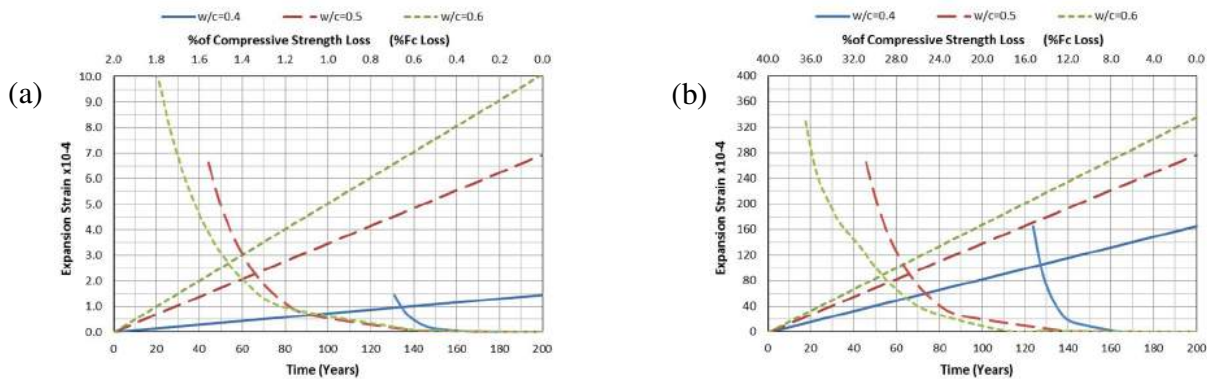 w/c=0.4 w/c=0.5 w/c=0.6
%of Compressive Strength Loss (%Fc Loss)
2.0 1.8 1.6 1.4 1.2 1.0 0.8 0.6 0.4 0.2 0.0
(a)
Expansion Strain x10-4
10.0
9.0
8.0
7.0
6.0
5.0
4.0
3.0
2.0
1.0
0.0
0 20 40 60 80 100 120 140 160 180 200
Time (Years)
w/c=0.4 w/c=0.5 w/c=0.6
%of Compressive Strength Loss (%Fc Loss)
40.0 36.0 32.0 28.0 24.0 20.0 16.0 12.0 8.0 4.0 0.0
(b)
Expansion Strain x10-4
400
360
320
280
240
200
160
120
80
40
0
0 20 40 60 80 100 120 140 160 180 200
Time (Years)